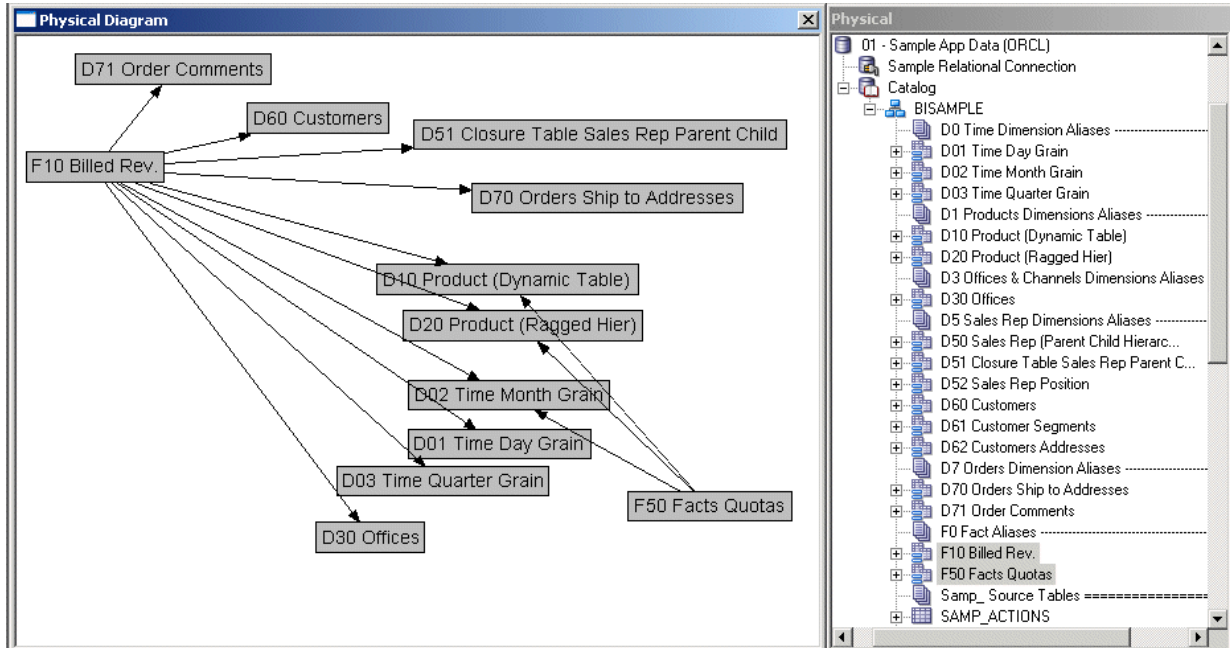 Physical Diagram
D71 Order Comments
D60 Customers
D51 Closure Table Sales Rep Parent Child
F10 Billed Rev.
D70 Orders Ship to Addresses
D10 Product (Dynamic Table)
D20 Product (Ragged Hier)
D02 Time Month Grain
D01 Time Day Grain
D03 Time Quarter Grain
F50 Facts Quotas
D30 Offices
Physical
01 - Sample App Data (ORCL)
Sample Relational Connection
Catalog
BISAMPLE
D0 Time Dimension Aliases ---------------
D01 Time Day Grain
D02 Time Month Grain
D03 Time Quarter Grain
D1 Products Dimensions Aliases ----------
D10 Product (Dynamic Table)
D20 Product (Ragged Hier)
D3 Offices & Channels Dimensions Aliases
D30 Offices
D5 Sales Rep Dimensions Aliases ---------
D50 Sales Rep (Parent Child Hierarc...
D51 Closure Table Sales Rep Parent C...
D52 Sales Rep Position
D60 Customers
D61 Customer Segments
D62 Customers Addresses
D7 Orders Dimension Aliases -------------
D70 Orders Ship to Addresses
D71 Order Comments
F0 Fact Aliases -------------------------
F10 Billed Rev.
F50 Facts Quotas
Samp_ Source Tables =================
SAMP_ACTIONS